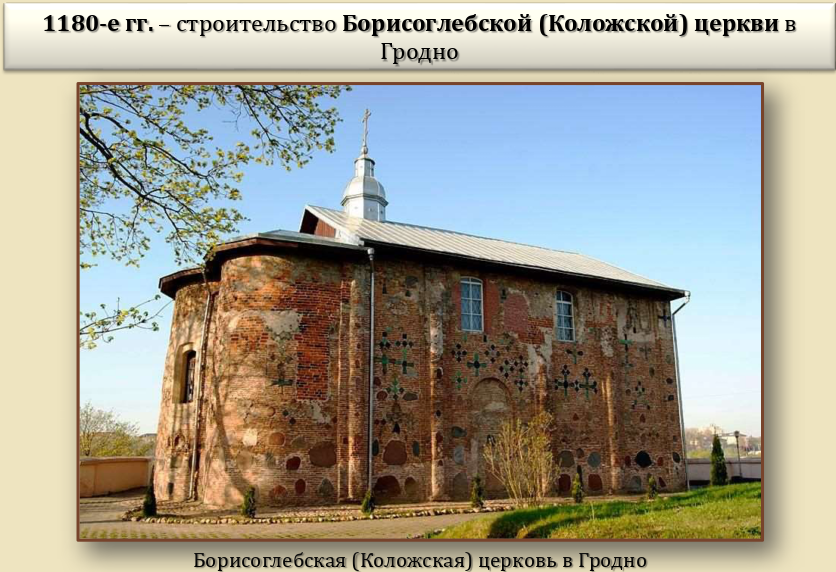 1180-е гг. – строительство Борисоглебской (Коложской) церкви в
Гродно
Борисоглебская (Коложская) церковь в Гродно